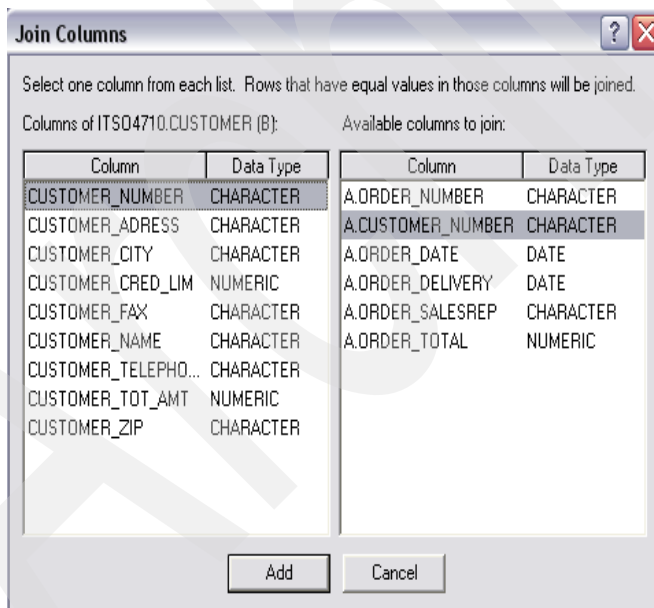 Join Columns
Select one column from each list. Rows that have equal values in those columns will be joined.
Columns of ITSO4710.CUSTOMER (B): Available columns to join:
Column Data Type Column Data Type
CUSTOMER_NUMBER CHARACTER A.ORDER_NUMBER CHARACTER
CUSTOMER_ADRESS CHARACTER A.CUSTOMER_NUMBER CHARACTER
CUSTOMER_CITY CHARACTER A.ORDER_DATE DATE
CUSTOMER_CRED_LIM NUMERIC A.ORDER_DELIVERY DATE
CUSTOMER_FAX CHARACTER A.ORDER_SALESREP CHARACTER
CUSTOMER_NAME CHARACTER A.ORDER_TOTAL NUMERIC
CUSTOMER_TELEPHO... CHARACTER
CUSTOMER_TOT_AMT NUMERIC
CUSTOMER_ZIP CHARACTER
Add Cancel